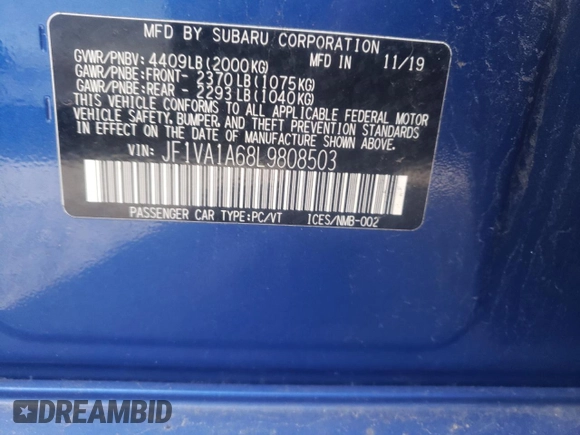 MFD BY SUBARU CORPORATION
GVWR/PNBV: 4409LB(2000KG) 11/19
GAWR/PNBE:FRONT- 2370LB(1075KG)
GAWR/PNBE:REAR - 2293LB(1040KG)
THIS VEHICLE CONFORMS TO ALL APPLICABLE FEDERAL MOTOR
VEHICLE SAFETY,BUMPER,AND THEFT PREVENTION STANDARDS
IN EFFECT ON THE DATE OF MANUFACTURE SHOWN ABOVE.
VIN: JF1VA1A68L9808503
PASSENGER CAR TYPE:PC/VT ICES/NMB-002
DREAMBID